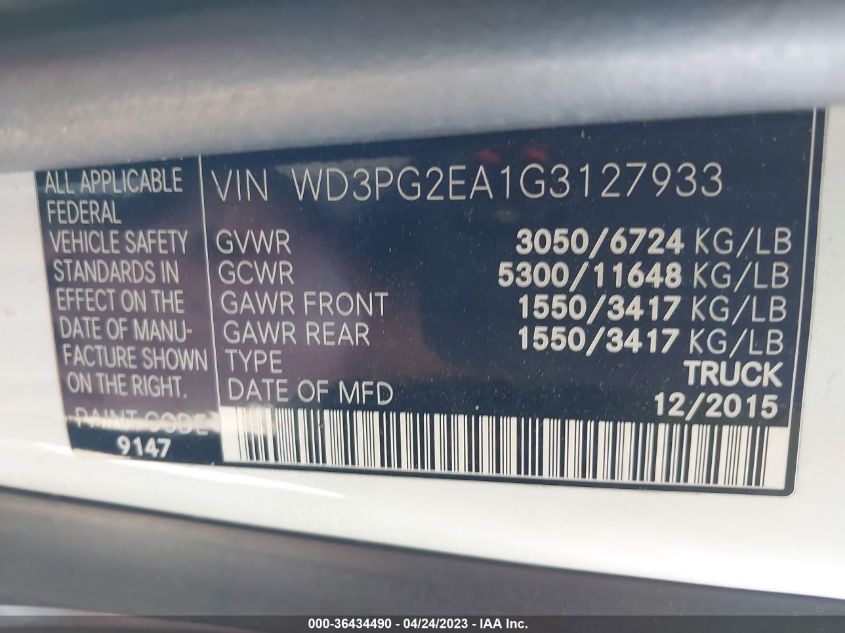 ALL APPLICABLE
FEDERAL
VEHICLE SAFETY
STANDARDS IN
EFFECT ON THE
DATE OF MANU-
FACTURE SHOWN
ON THE RIGHT.
PAINT CODE
9147
VIN WD3PG2EA1G3127933
GVWR 3050/6724 KG/LB
GCWR 5300/11648 KG/LB
GAWR FRONT 1550/3417 KG/LB
GAWR REAR 1550/3417 KG/LB
TYPE TRUCK
DATE OF MFD 12/2015
000-36434490 - 04/24/2023 - IAA Inc.